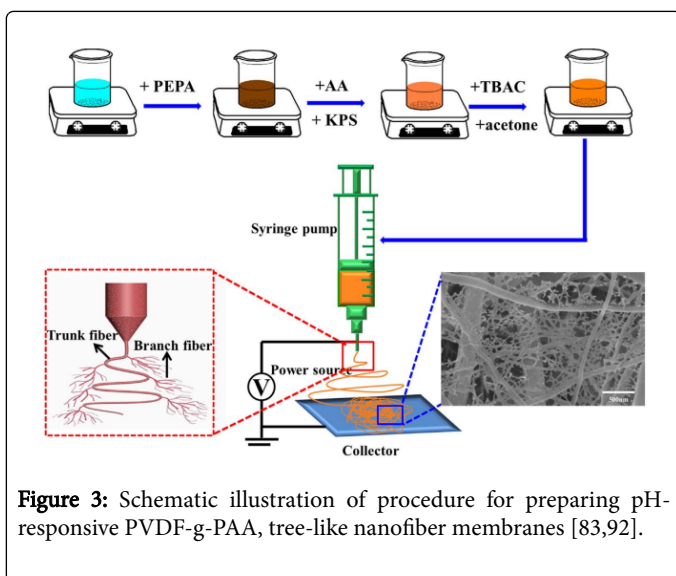 + PEPA
+AA
+ KPS
+TBAC
+acetone
Syringe pump
Trunk fiber
Branch fiber
Power source
V
Collector
500nm
Figure 3: Schematic illustration of procedure for preparing pH-
responsive PVDF-g-PAA, tree-like nanofiber membranes [83,92].